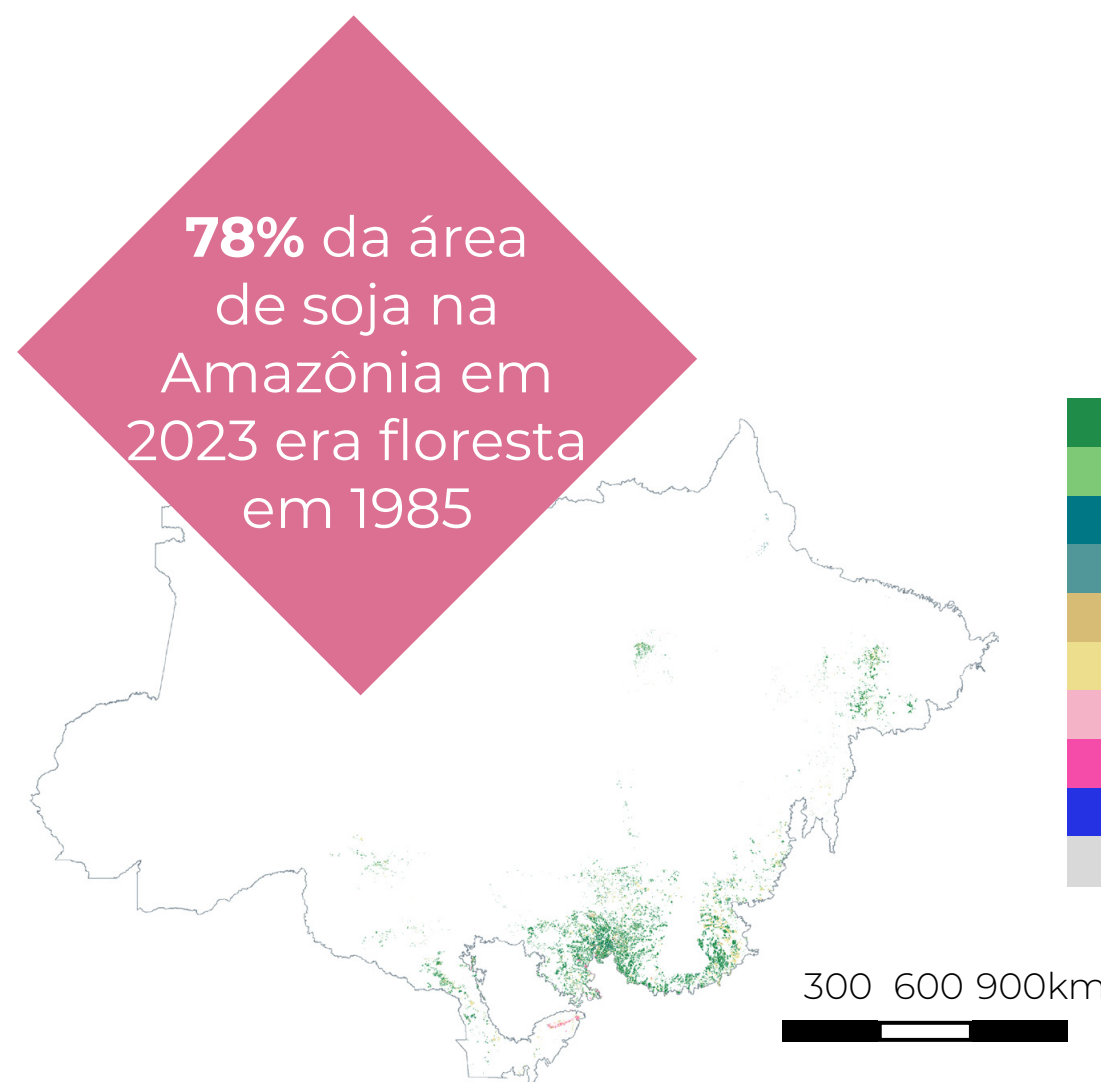 78% da área
de soja na
Amazônia em
2023 era floresta
em 1985
300 600 900km